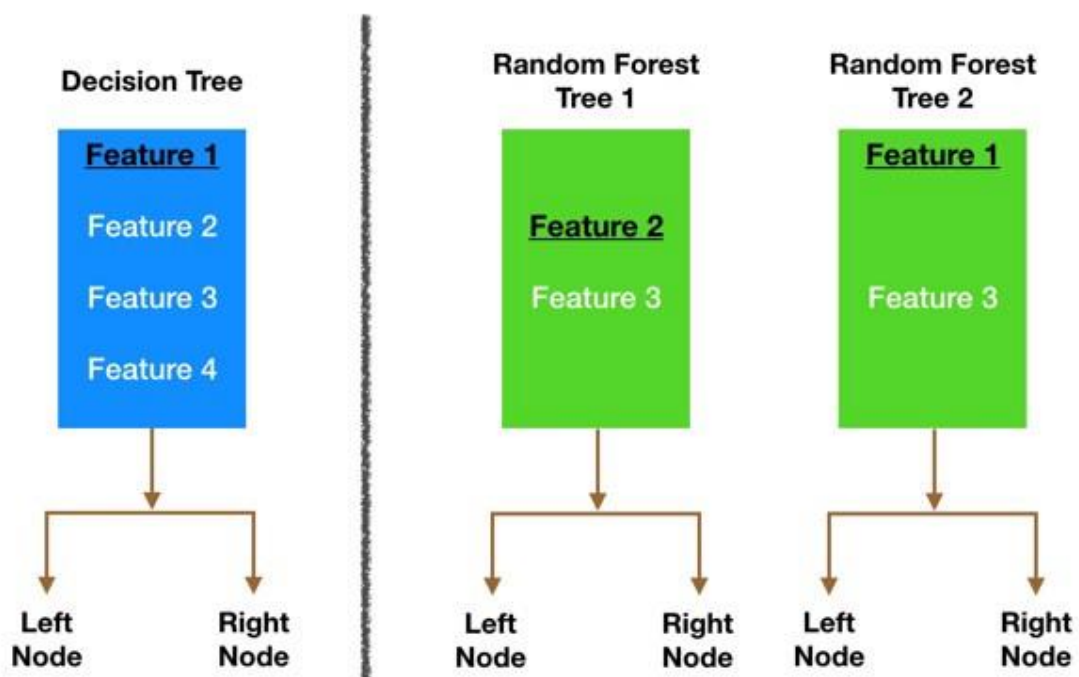 Decision Tree
Feature 1
Feature 2
Feature 3
Feature 4
Left
Node
Right
Node
Random Forest
Tree 1
Feature 2
Feature 3
Left
Node
Right
Node
Random Forest
Tree 2
Feature 1
Feature 3
Left
Node
Right
Node